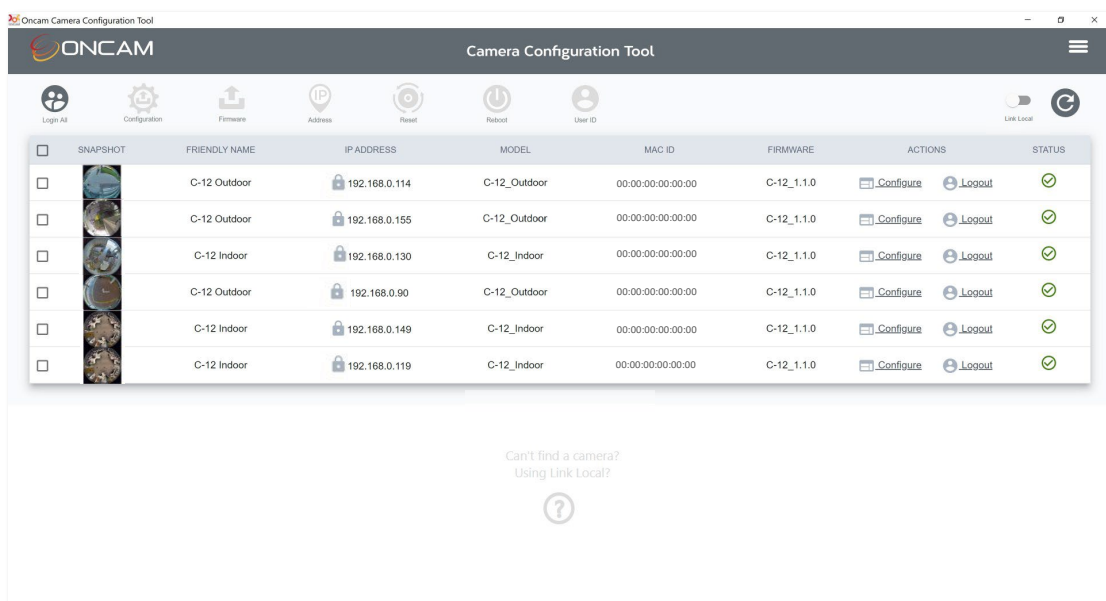 Oncam Camera Configuration Tool
ONCAM
Camera Configuration Tool
Login All Configuration Firmware IP Address Reset Reboot User ID Link Local
SNAPSHOT FRIENDLY NAME IP ADDRESS MODEL MAC ID FIRMWARE ACTIONS STATUS
C-12 Outdoor 192.168.0.114 C-12_Outdoor 00:00:00:00:00:00 C-12_1.1.0 Configure Logout
C-12 Outdoor 192.168.0.155 C-12_Outdoor 00:00:00:00:00:00 C-12_1.1.0 Configure Logout
C-12 Indoor 192.168.0.130 C-12_Indoor 00:00:00:00:00:00 C-12_1.1.0 Configure Logout
C-12 Outdoor 192.168.0.90 C-12_Outdoor 00:00:00:00:00:00 C-12_1.1.0 Configure Logout
C-12 Indoor 192.168.0.149 C-12_Indoor 00:00:00:00:00:00 C-12_1.1.0 Configure Logout
C-12 Indoor 192.168.0.119 C-12_Indoor 00:00:00:00:00:00 C-12_1.1.0 Configure Logout
Can't find a camera?
Using Link Local?
?